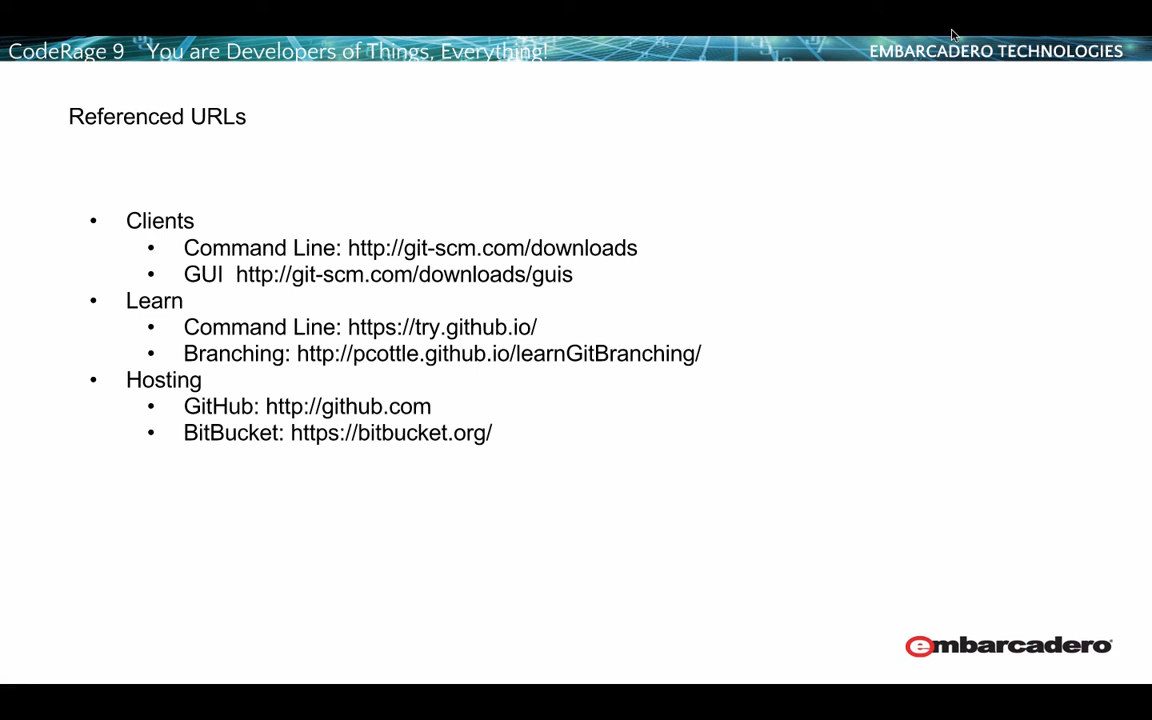 CodeRage 9 You are Developers of Things, Everything!
EMBARCADERO TECHNOLOGIES
Referenced URLs
• Clients
• Command Line: http://git-scm.com/downloads
• GUI http://git-scm.com/downloads/guis
• Learn
• Command Line: https://try.github.io/
• Branching: http://pcottle.github.io/learnGitBranching/
• Hosting
• GitHub: http://github.com
• BitBucket: https://bitbucket.org/
embarcadero